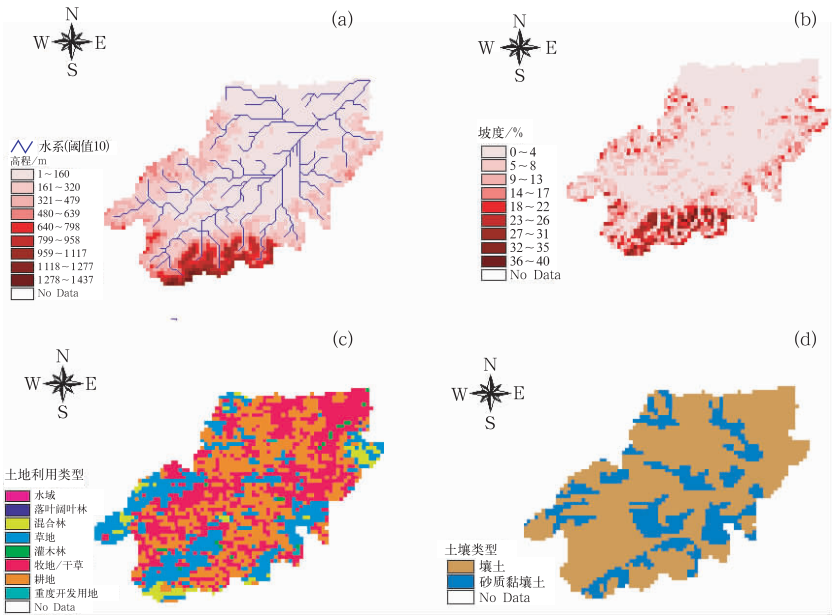 (a)
N
W E
S
水系(阈值10)
高程/m
1～160
161～320
321～479
480～639
640～798
799～958
959～1117
1118～1277
1278～1437
No Data
(b)
N
W E
S
坡度/%
0～4
5～8
9～13
14～17
18～22
23～26
27～31
32～35
36～40
No Data
(c)
N
W E
S
土地利用类型
水域
落叶阔叶林
混合林
草地
灌木林
牧地/干草
耕地
重度开发用地
No Data
(d)
N
W E
S
土壤类型
壤土
砂质黏壤土
No Data